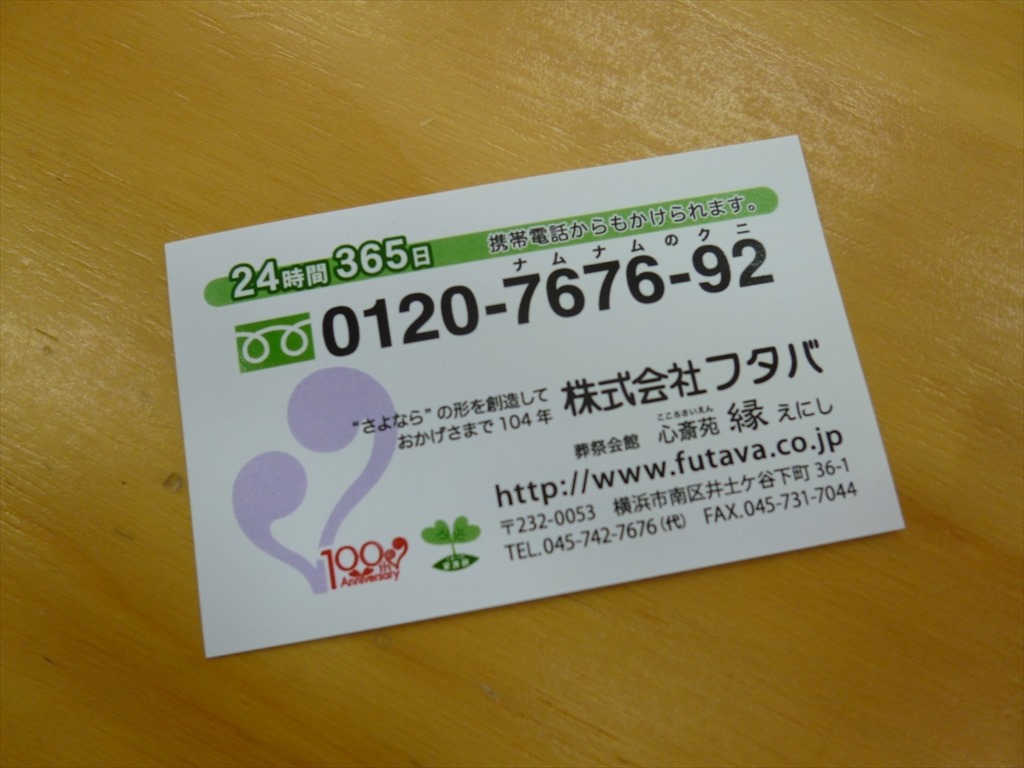 24時間 365日 携帯電話からもかけられます。
ナムナムのクニ
0120-7676-92
"さよなら"の形を創造して
おかげさまで104年
株式会社フタバ
こころさいえん
葬祭会館 心斎苑 縁 えにし
http://www.futava.co.jp
〒232-0053 横浜市南区井土ケ谷下町 36-1
TEL.045-742-7676(代) FAX.045-731-7044
100th
Anniversary